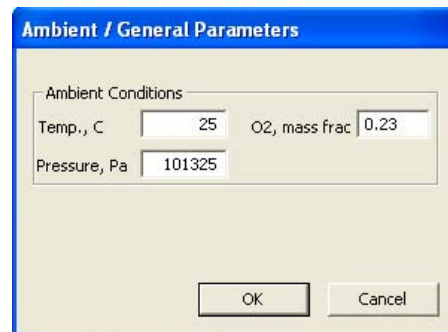 Ambient / General Parameters
Ambient Conditions
Temp., C 25 O2, mass frac 0.23
Pressure, Pa 101325
OK Cancel